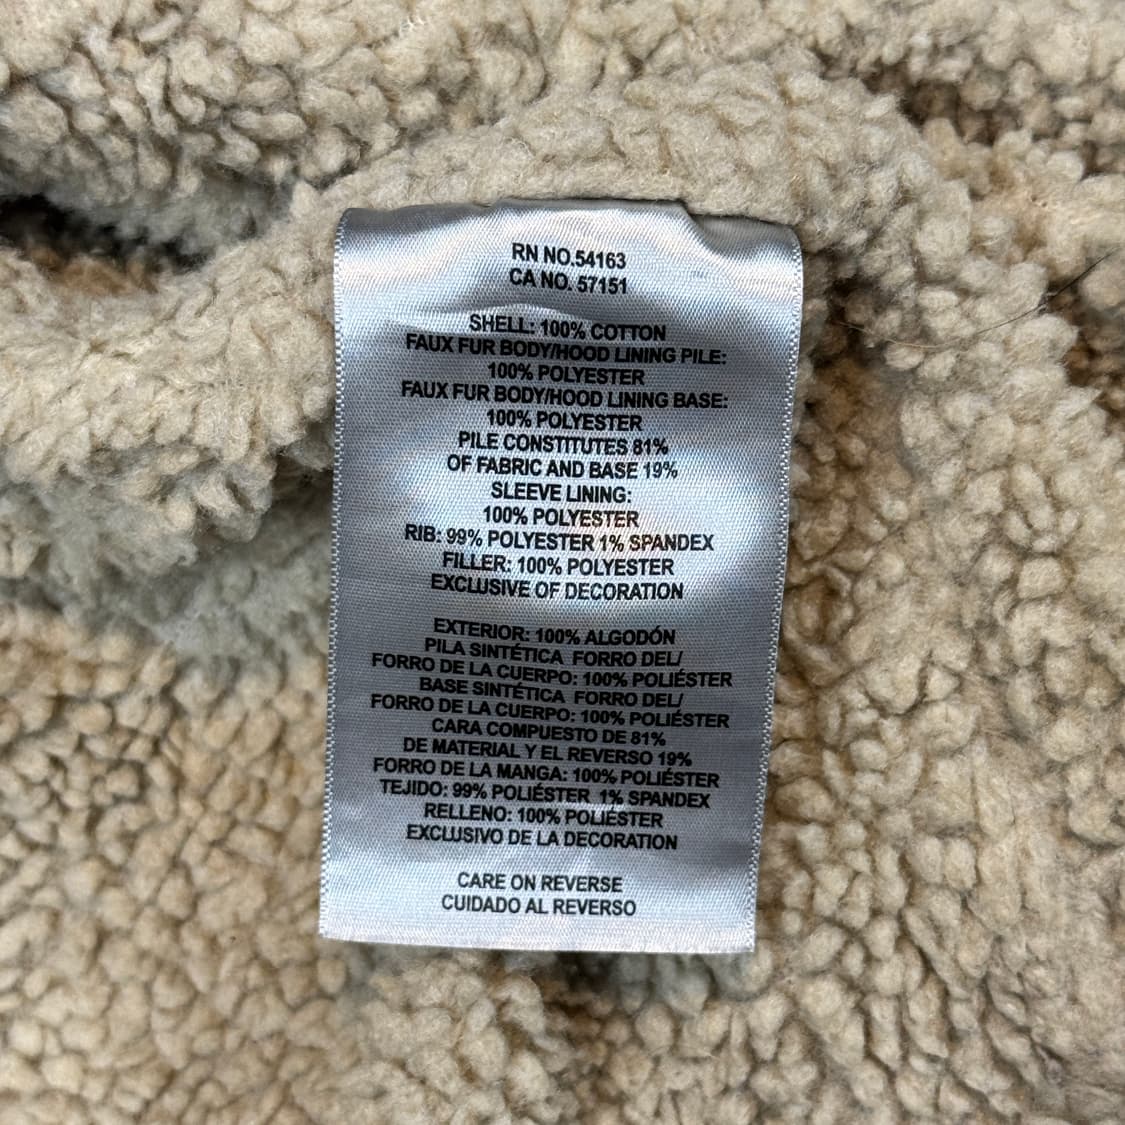 RN NO.54163
CA NO. 57151
SHELL: 100% COTTON
FAUX FUR BODY/HOOD LINING PILE:
100% POLYESTER
FAUX FUR BODY/HOOD LINING BASE:
100% POLYESTER
PILE CONSTITUTES 81%
OF FABRIC AND BASE 19%
SLEEVE LINING:
100% POLYESTER
RIB: 99% POLYESTER 1% SPANDEX
FILLER: 100% POLYESTER
EXCLUSIVE OF DECORATION
EXTERIOR: 100% ALGODÓN
PILA SINTÉTICA FORRO DEL/
FORRO DE LA CUERPO: 100% POLIÉSTER
BASE SINTÉTICA FORRO DEL/
FORRO DE LA CUERPO: 100% POLIÉSTER
CARA COMPUESTO DE 81%
DE MATERIAL Y EL REVERSO 19%
FORRO DE LA MANGA: 100% POLIÉSTER
TEJIDO: 99% POLIÉSTER 1% SPANDEX
RELLENO: 100% POLIÉSTER
EXCLUSIVO DE LA DECORATION
CARE ON REVERSE
CUIDADO AL REVERSO